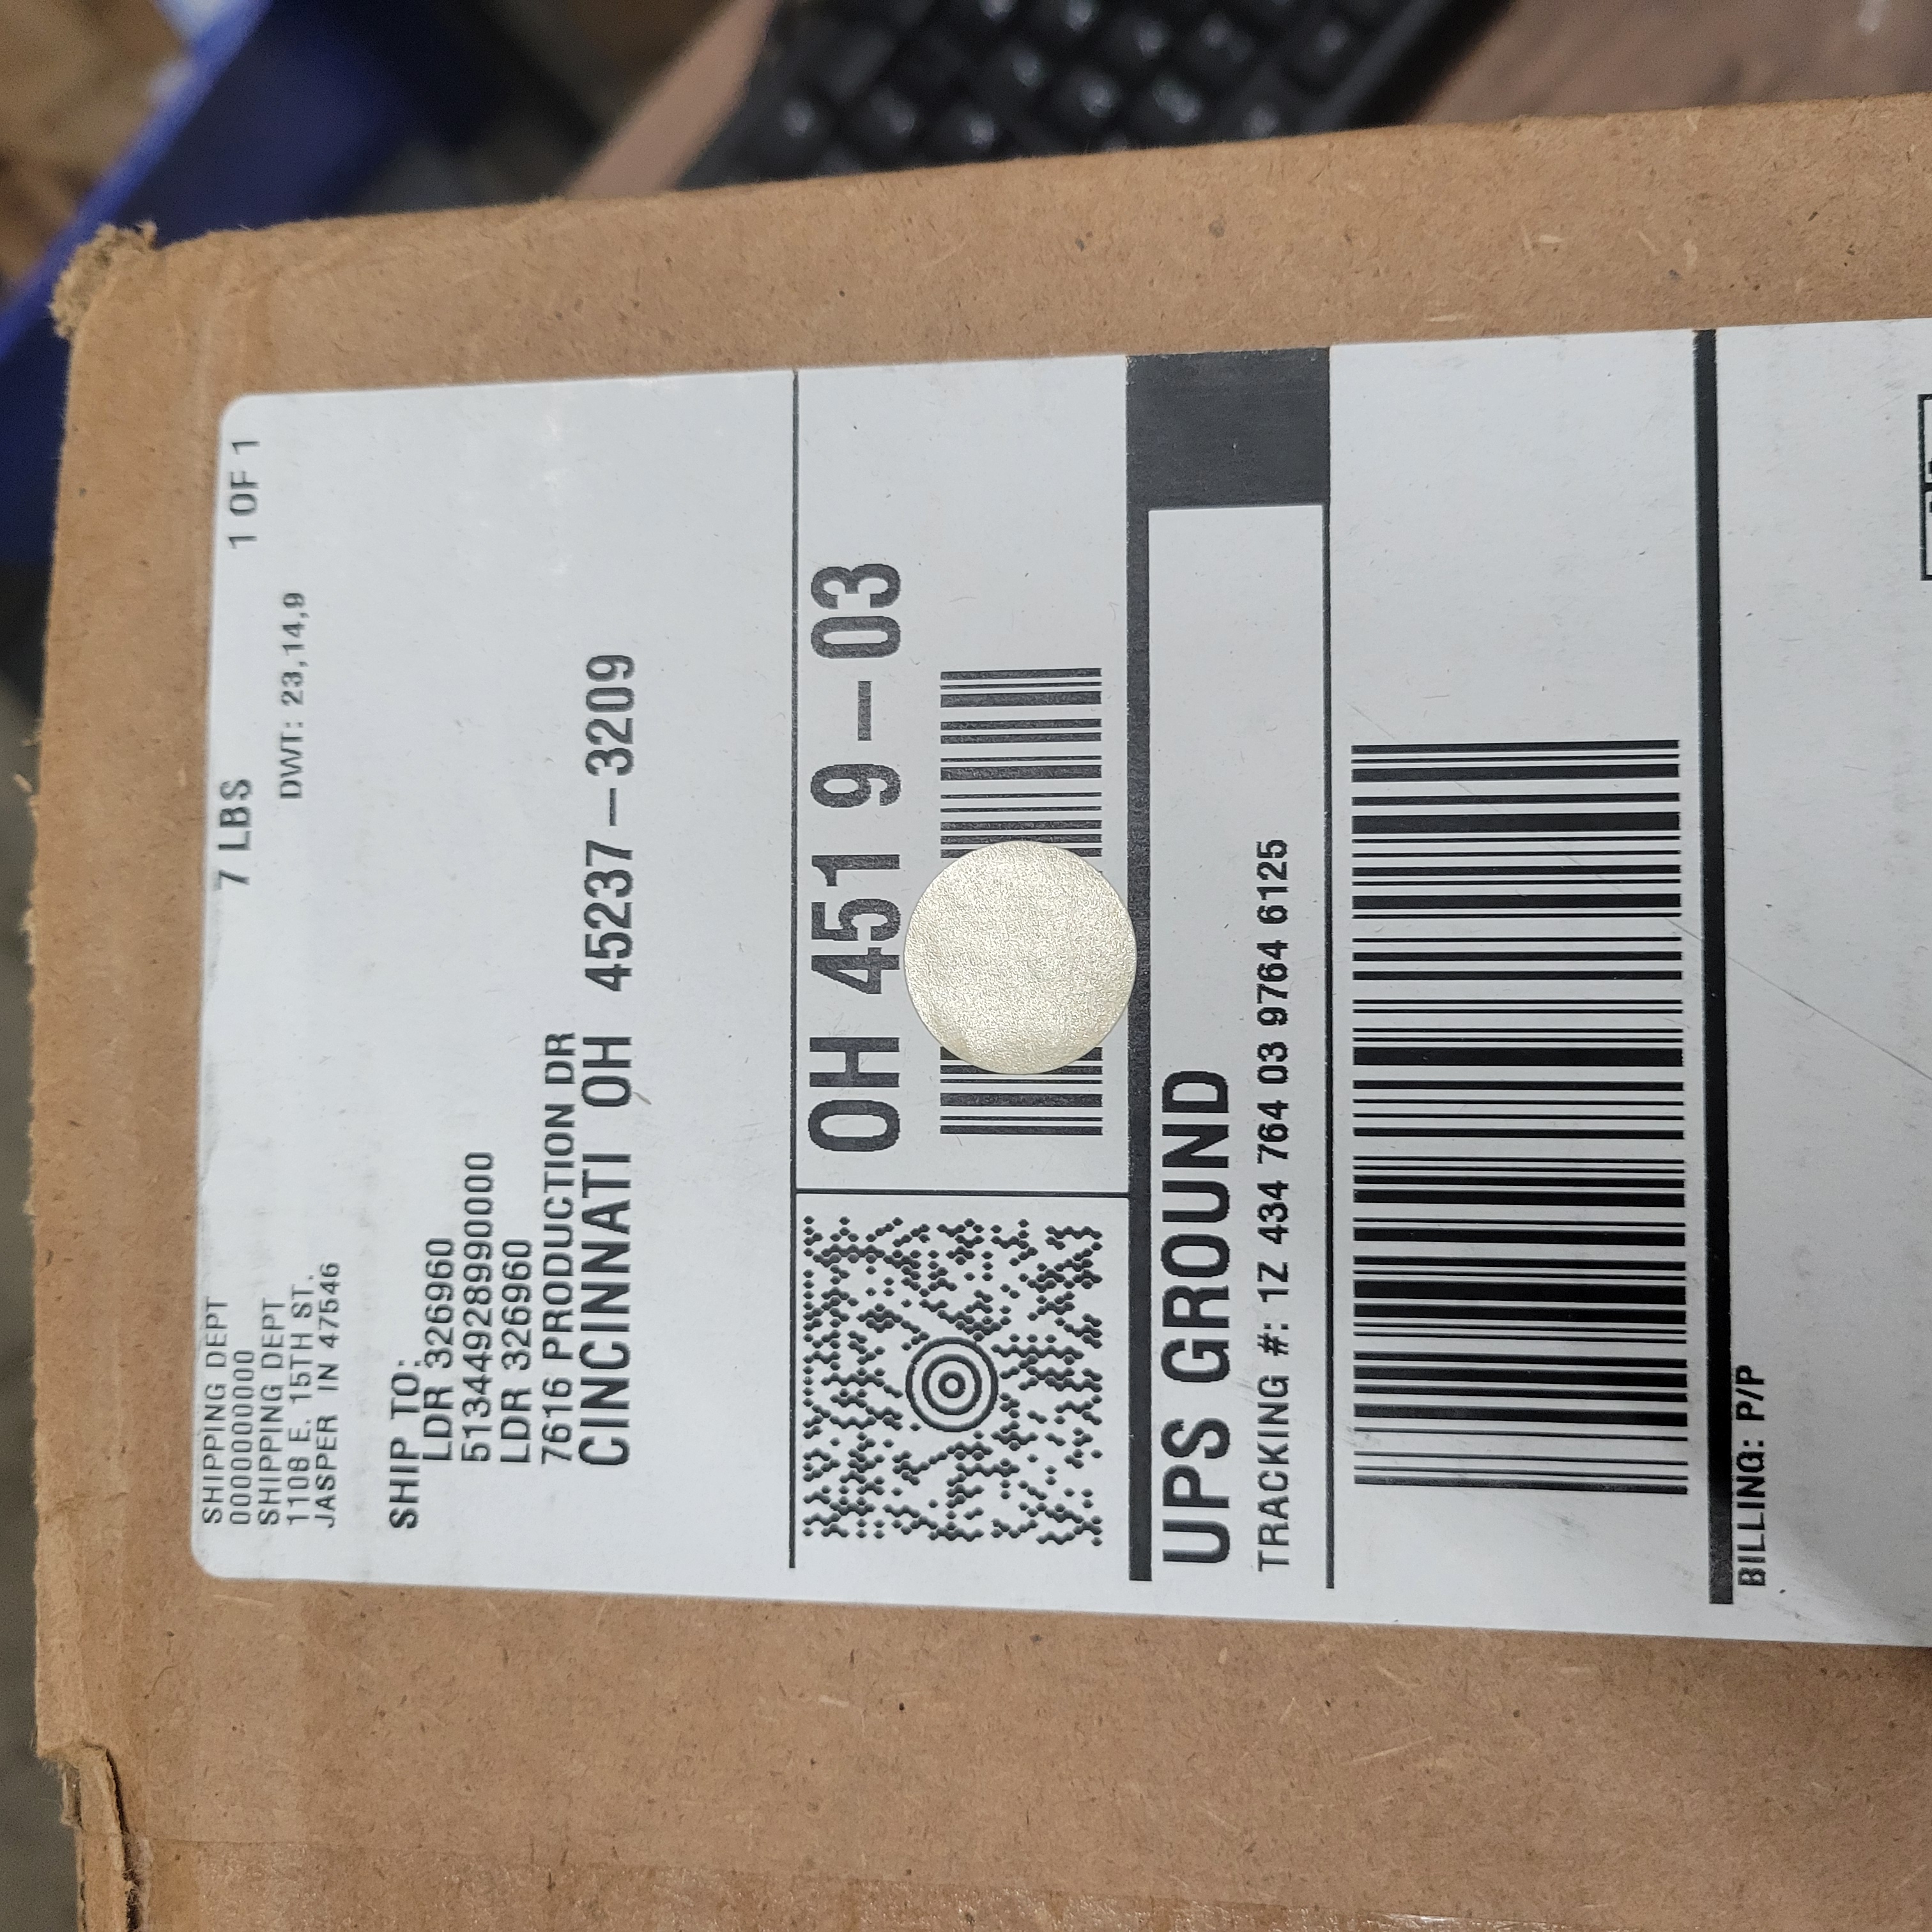 SHIPPING DEPT
0000000000
SHIPPING DEPT
1108 E. 15TH ST.
JASPER IN 47546
7 LBS
1 OF 1
DWT: 23,14,9
SHIP TO:
LDR 326960
51344928990000
LDR 326960
7616 PRODUCTION DR
CINCINNATI OH 45237-3209
OH 451 9-03
UPS GROUND
TRACKING #: 1Z 434 764 03 9764 6125
BILLING: P/P